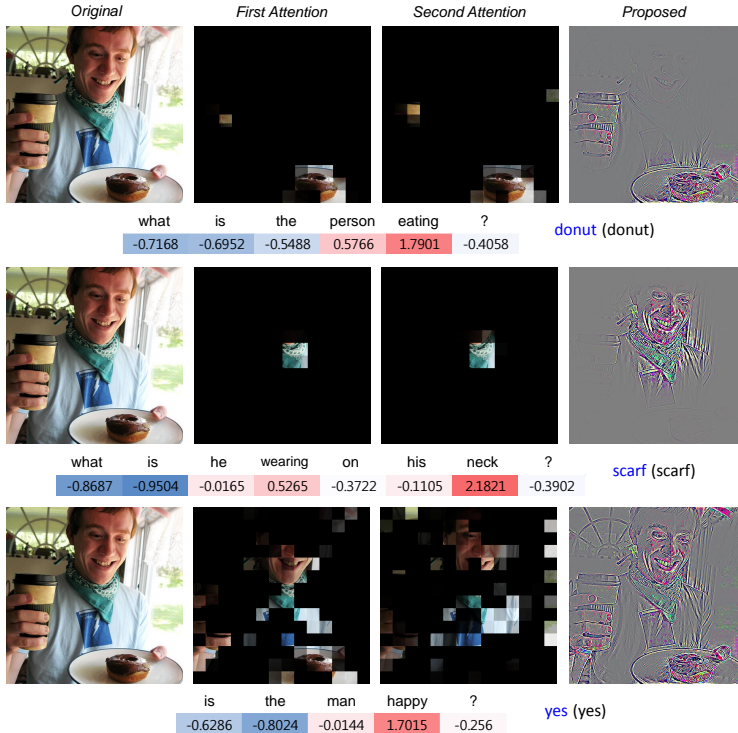 Original First Attention Second Attention Proposed
what is the person eating ?
-0.7168 -0.6952 -0.5488 0.5766 1.7901 -0.4058
donut (donut)
what is he wearing on his neck ?
-0.8687 -0.9504 -0.0165 0.5265 -0.3722 -0.1105 2.1821 -0.3902
scarf (scarf)
is the man happy ?
-0.6286 -0.8024 -0.0144 1.7015 -0.256
yes (yes)